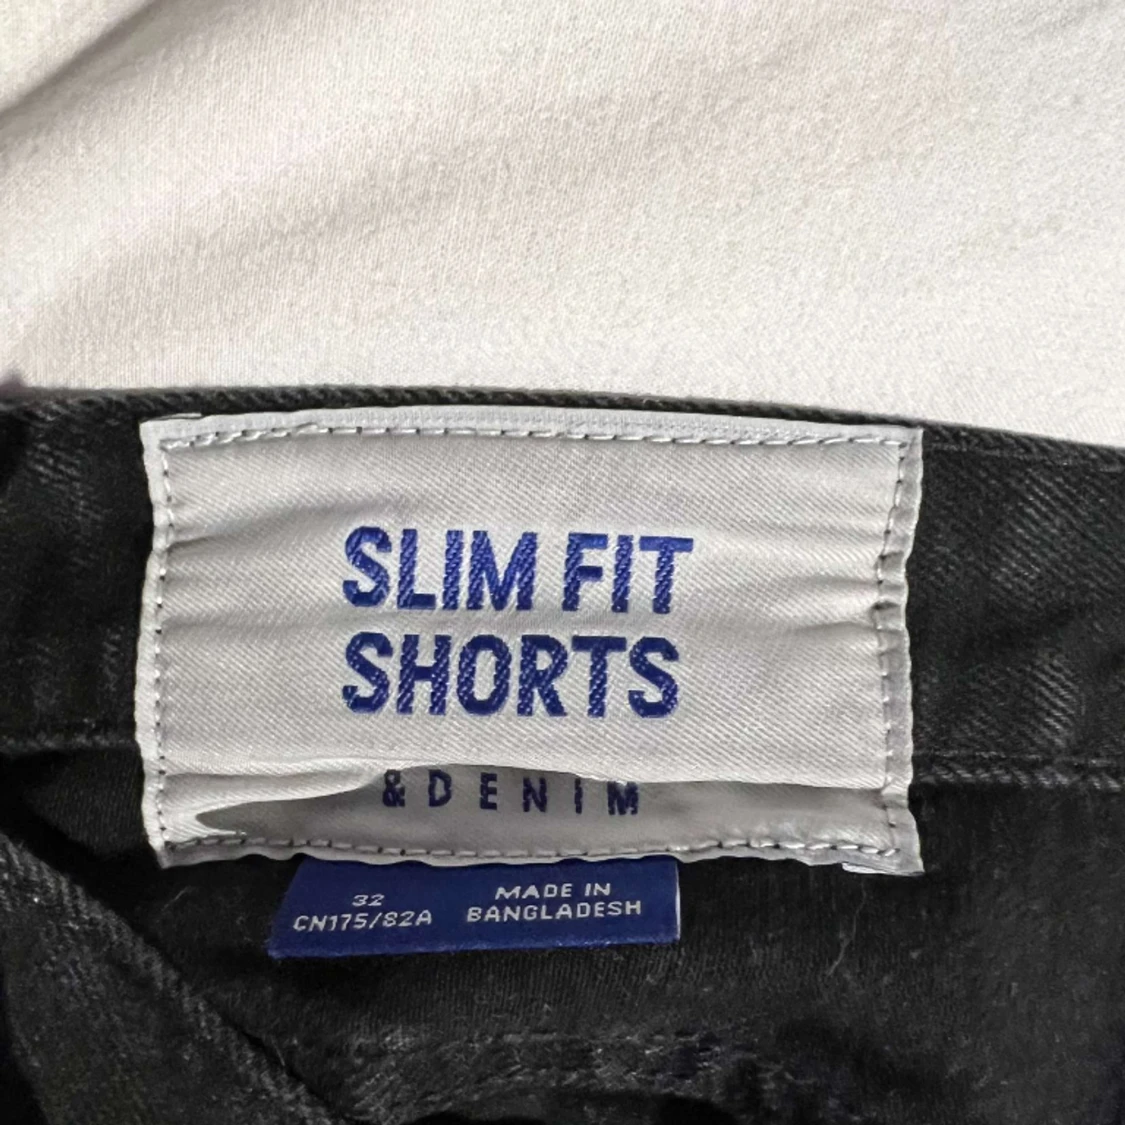 SLIM FIT
SHORTS
& DENIM
32
CN175/82A
MADE IN
BANGLADESH